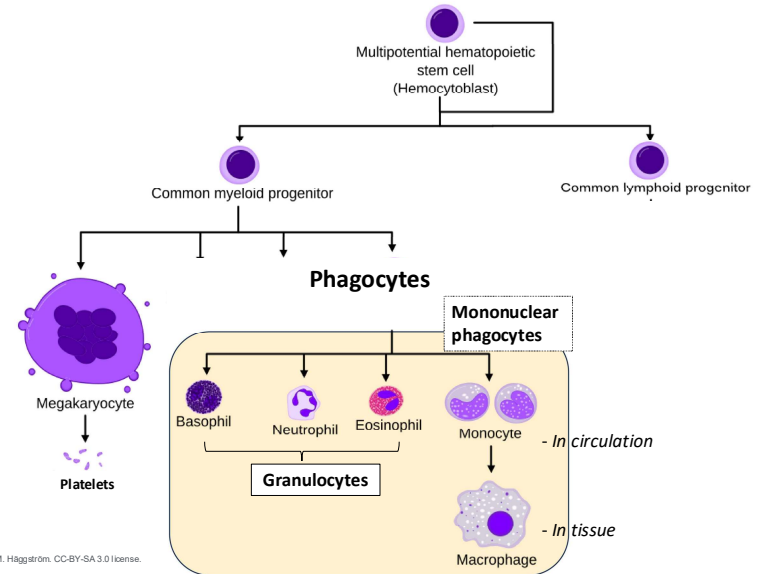 Multipotential hematopoietic
stem cell
(Hemocytoblast)
Common myeloid progenitor
Common lymphoid progenitor
Phagocytes
Mononuclear
phagocytes
Megakaryocyte
Basophil
Neutrophil
Eosinophil
Monocyte
- In circulation
Granulocytes
Platelets
- In tissue
Macrophage
Häggström. CC-BY-SA 3.0 license.